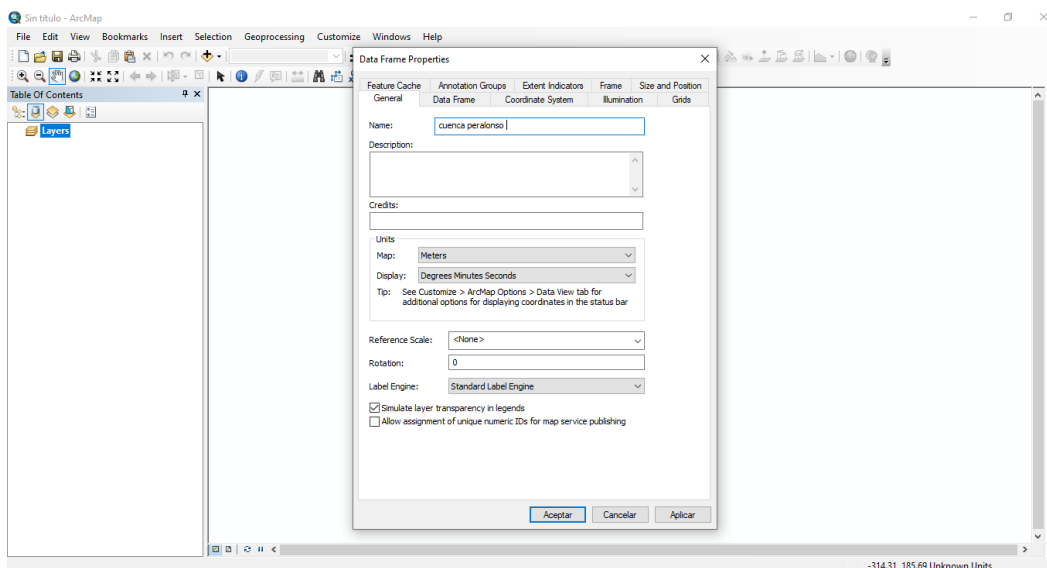 Sin título - ArcMap
File Edit View Bookmarks Insert Selection Geoprocessing Customize Windows Help
Table Of Contents
Layers
Data Frame Properties
Feature Cache Annotation Groups Extent Indicators Frame Size and Position
General Data Frame Coordinate System Illumination Grids
Name: cuenca peralonso
Description:
Credits:
Units
Map: Meters
Display: Degrees Minutes Seconds
Tip: See Customize > ArcMap Options > Data View tab for
additional options for displaying coordinates in the status bar
Reference Scale: <None>
Rotation: 0
Label Engine: Standard Label Engine
Simulate layer transparency in legends
Allow assignment of unique numeric IDs for map service publishing
Aceptar Cancelar Aplicar
-314,31 185,69 Unknown Units